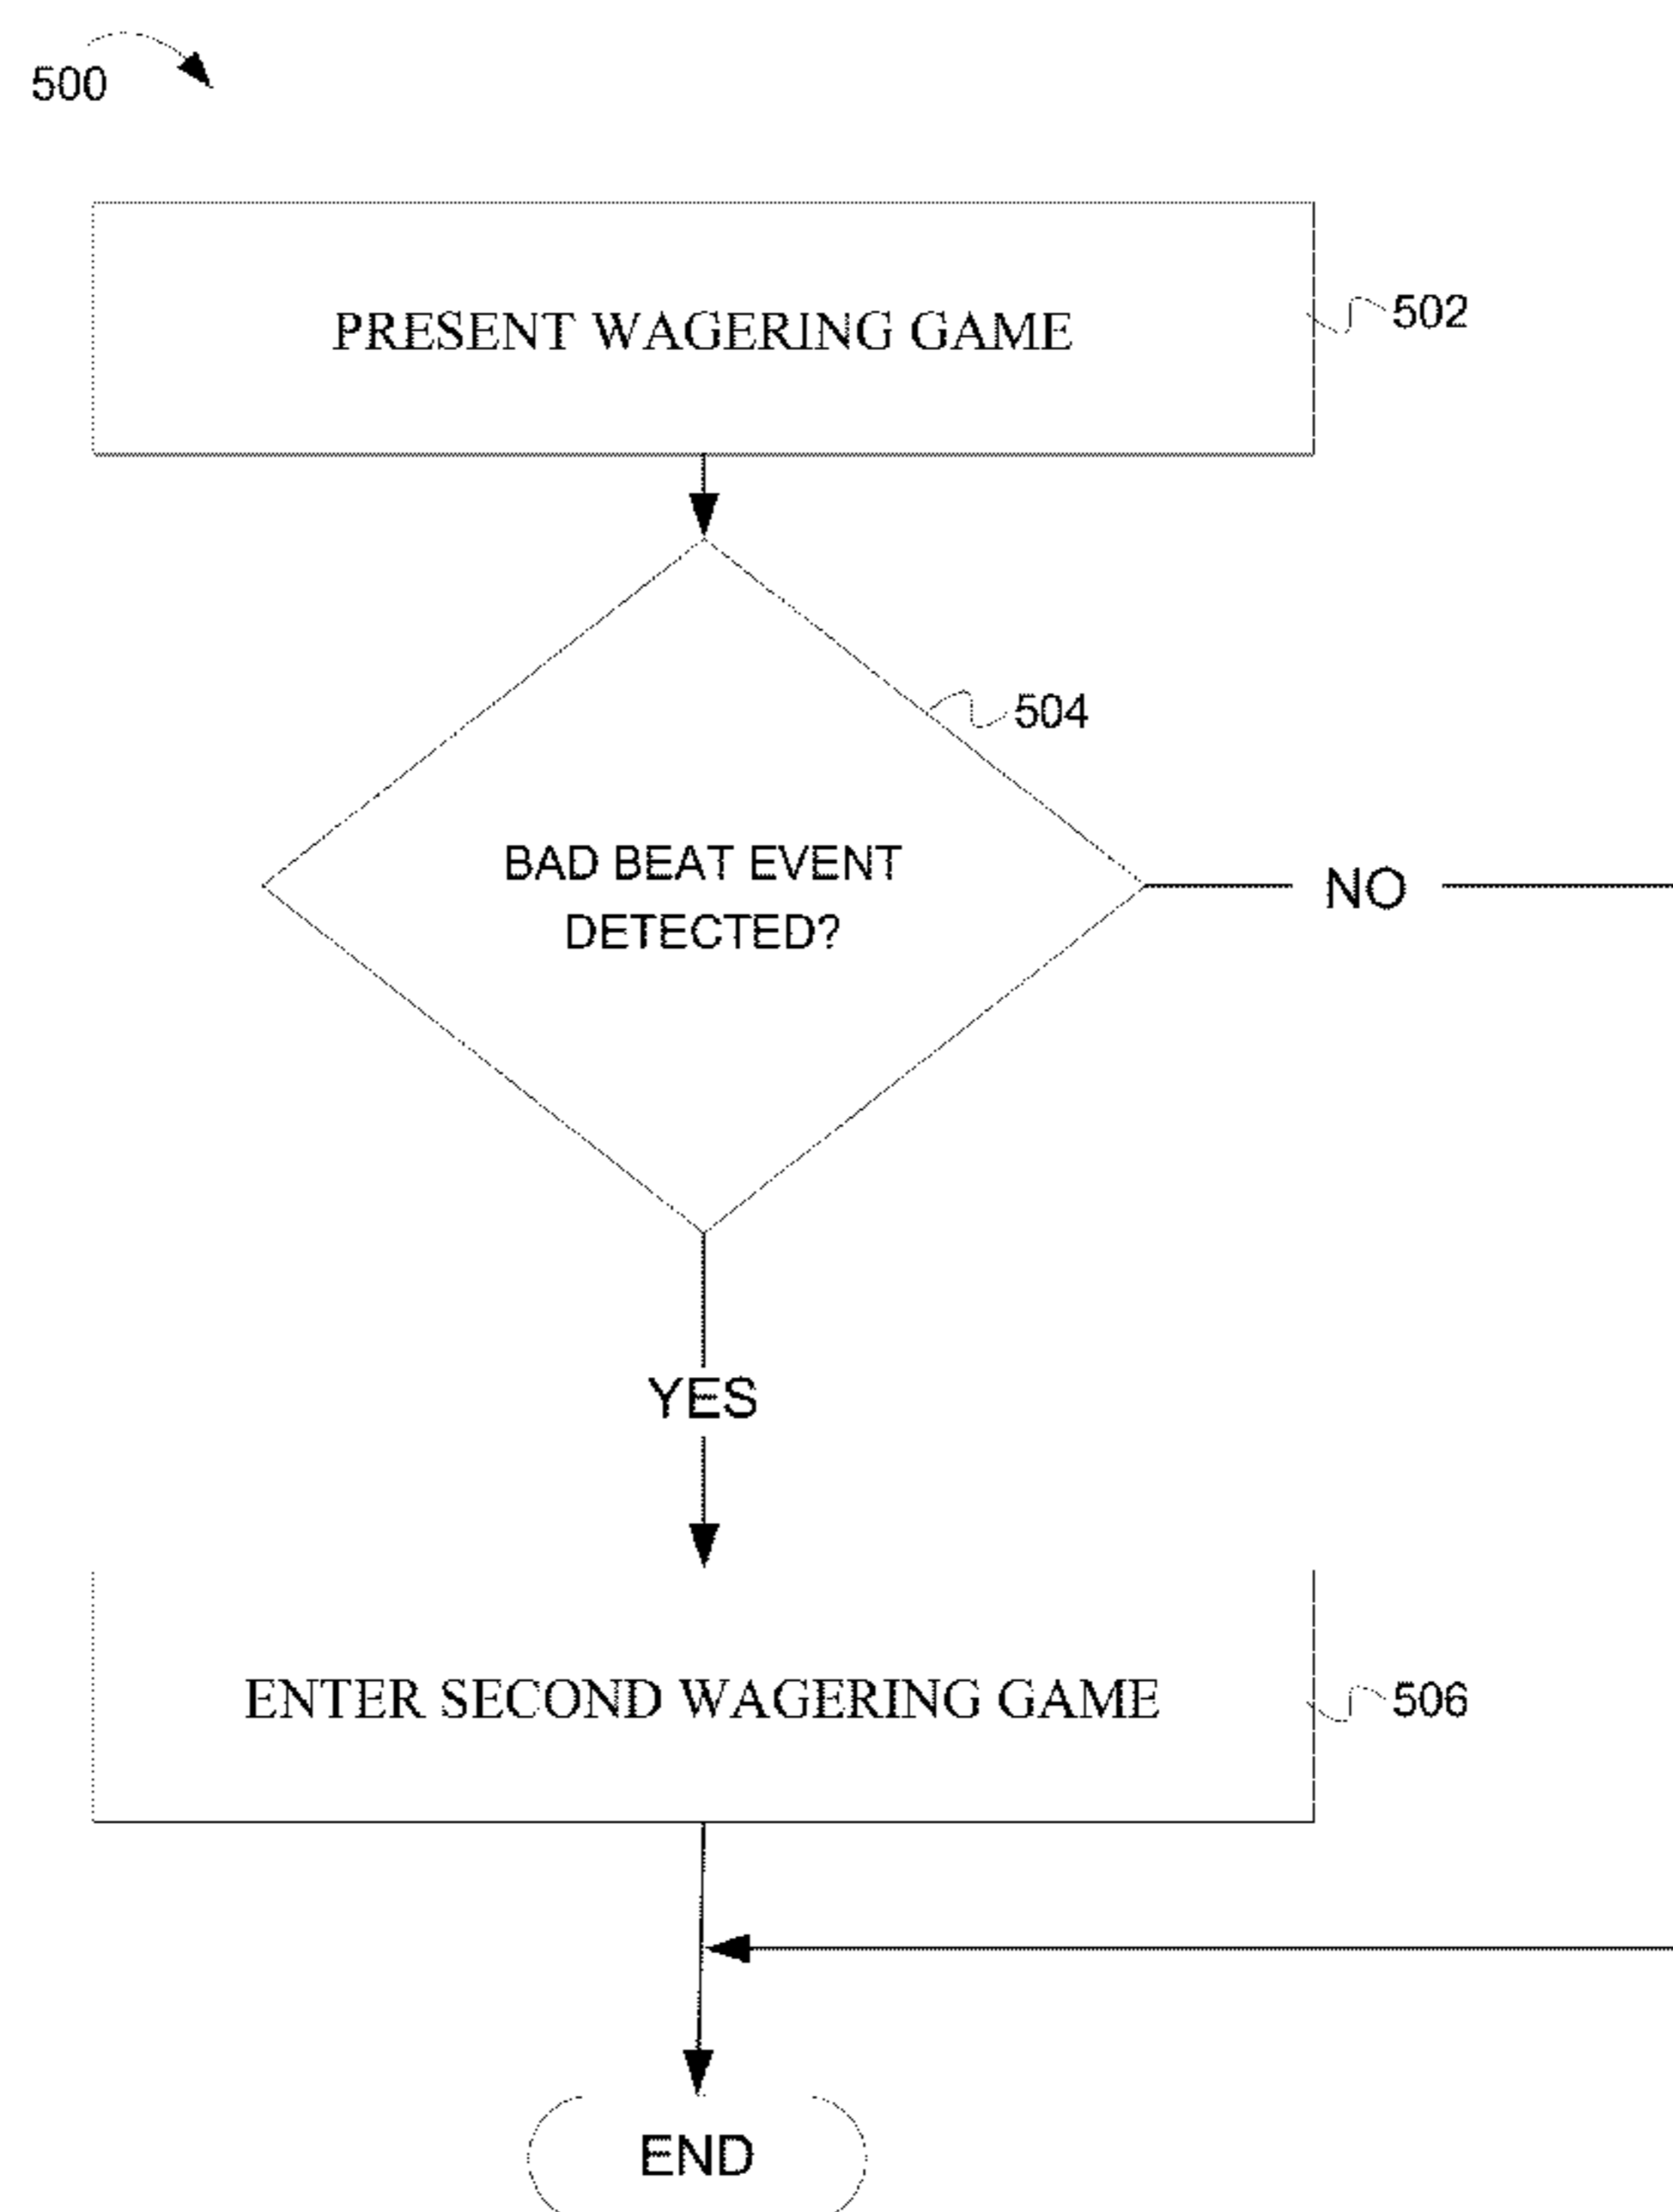 500
PRESENT WAGERING GAME
502
504
BAD BEAT EVENT
DETECTED?
NO
YES
ENTER SECOND WAGERING GAME
506
END